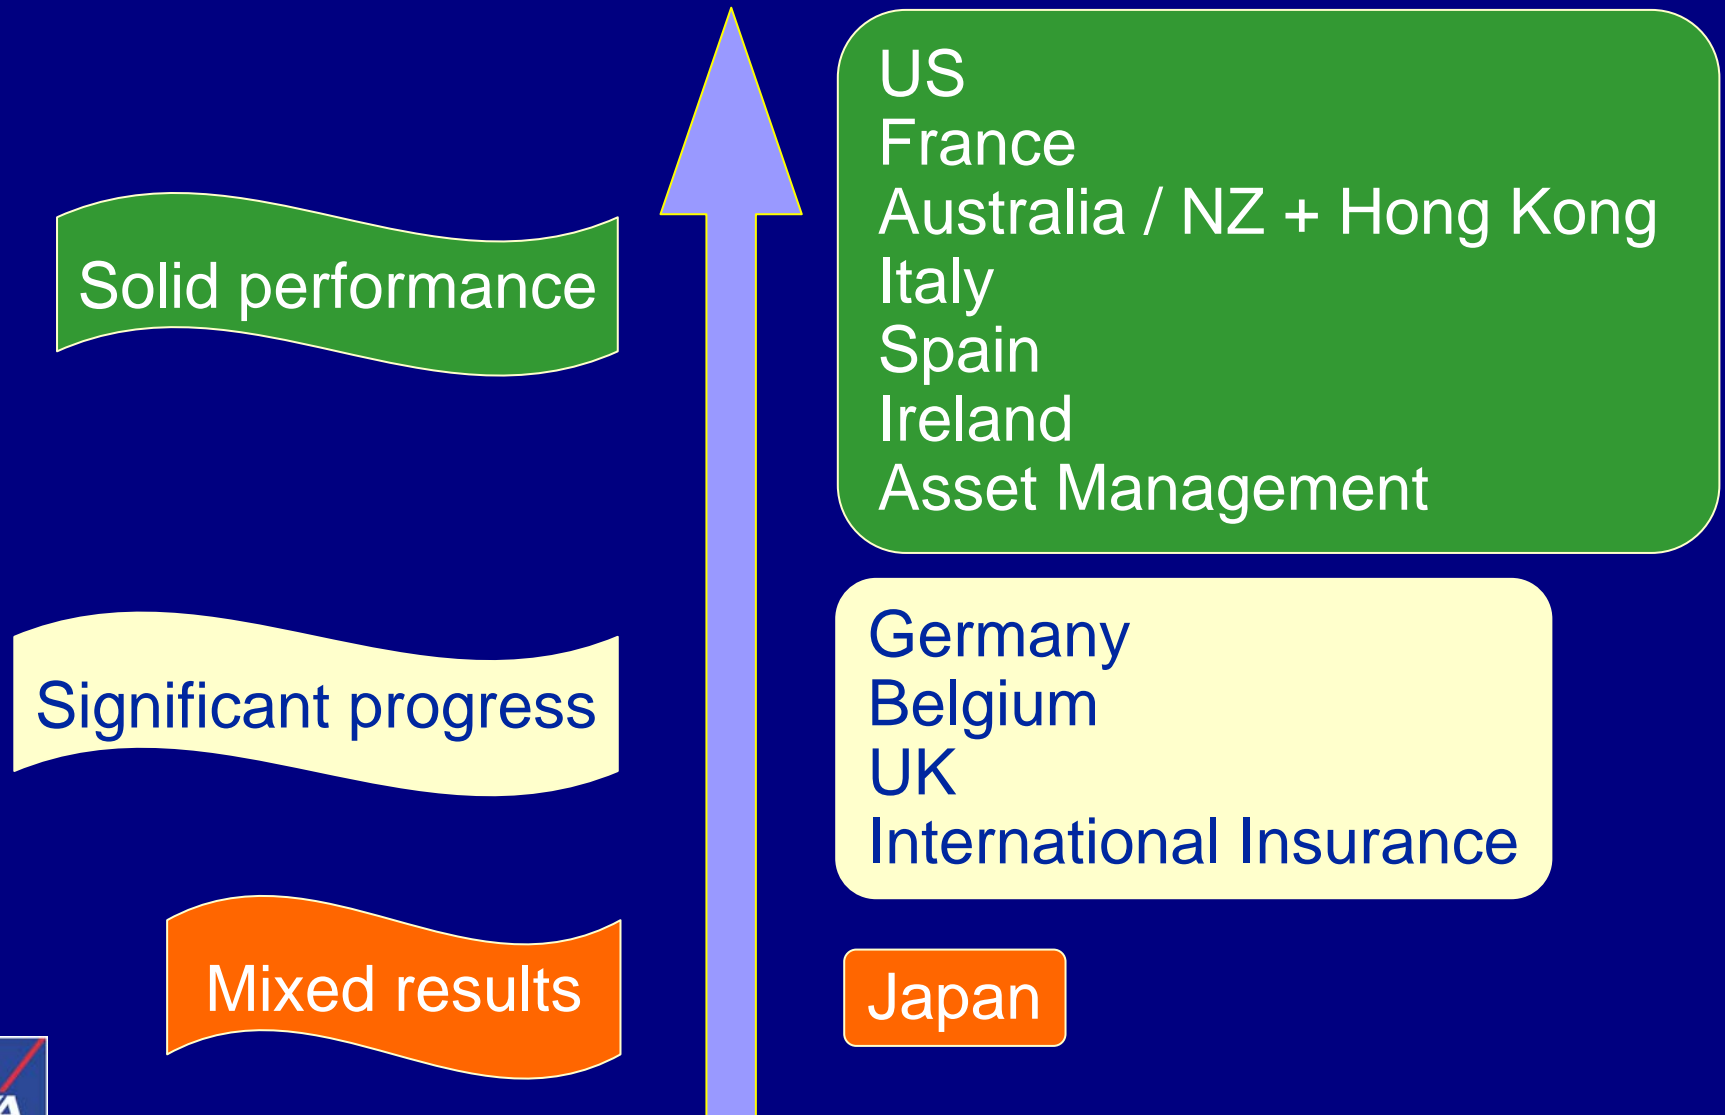 Solid performance
US
France
Australia / NZ + Hong Kong
Italy
Spain
Ireland
Asset Management
Significant progress
Germany
Belgium
UK
International Insurance
Mixed results
Japan